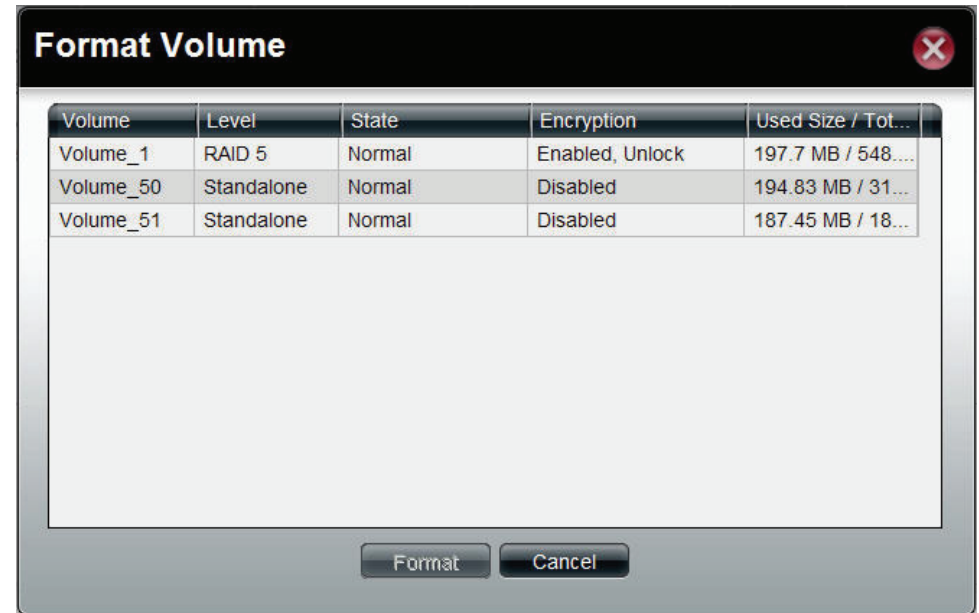 Format Volume
Volume Level State Encryption Used Size / Tot...
Volume_1 RAID 5 Normal Enabled, Unlock 197.7 MB / 548....
Volume_50 Standalone Normal Disabled 194.83 MB / 31...
Volume_51 Standalone Normal Disabled 187.45 MB / 18...
Format Cancel